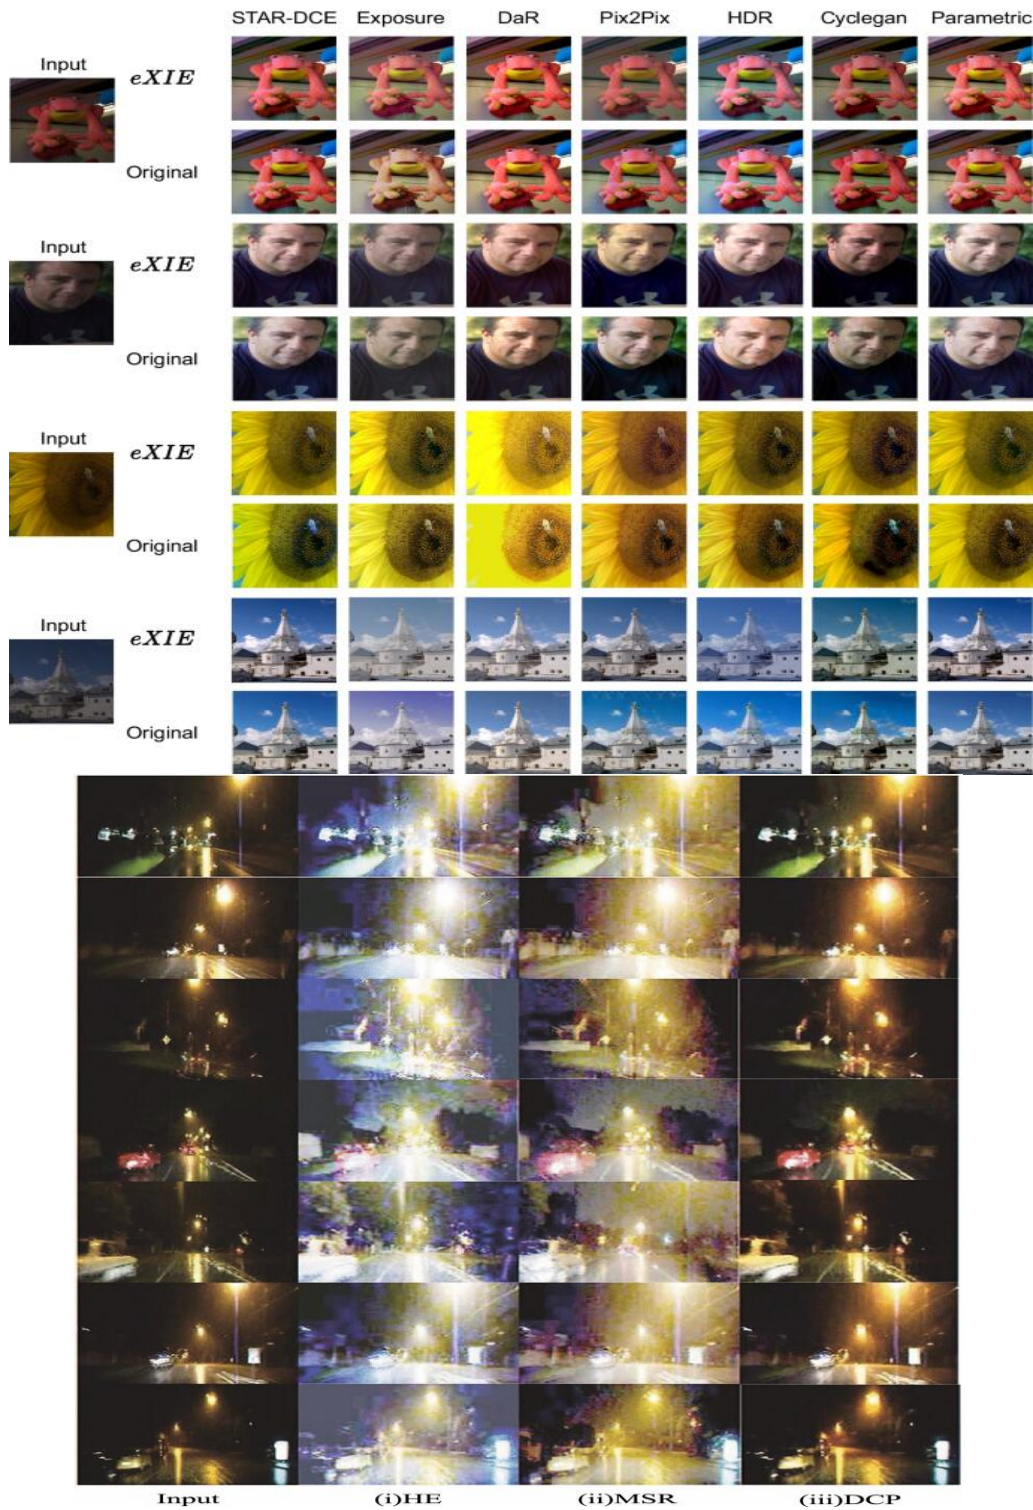 STAR-DCE Exposure DaR Pix2Pix HDR Cyclegan Parametric
Input
eXIE
Original
Input
eXIE
Original
Input
eXIE
Original
Input
eXIE
Original
Input (i)HE (ii)MSR (iii)DCP